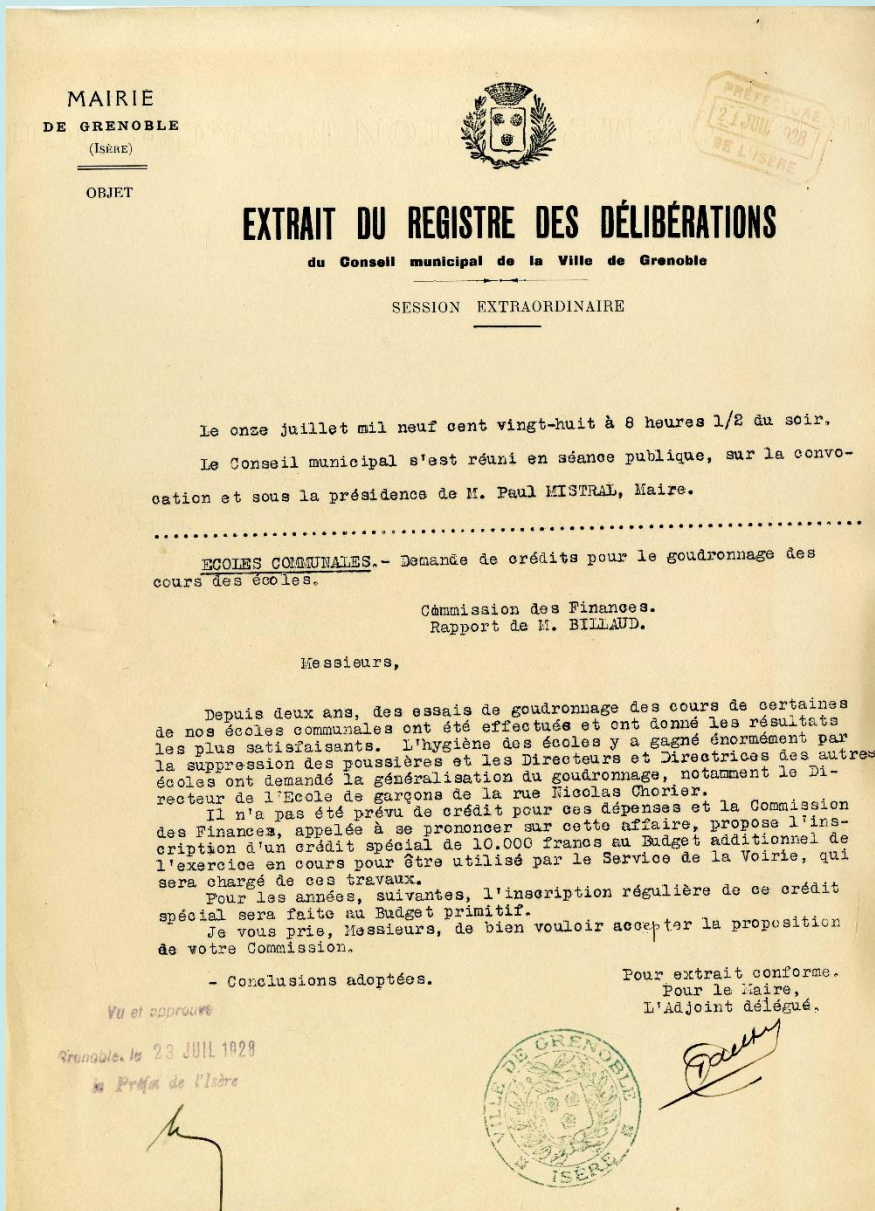 MAIRIE
DE GRENOBLE
(ISÈRE)
OBJET
PRÉFECTURE
21 JUIL 1928
DE L'ISÈRE
EXTRAIT DU REGISTRE DES DÉLIBÉRATIONS
du Conseil municipal de la Ville de Grenoble
SESSION EXTRAORDINAIRE
Le onze juillet mil neuf cent vingt-huit à 8 heures 1/2 du soir.
Le Conseil municipal s'est réuni en séance publique, sur la convo-
cation et sous la présidence de M. Paul MISTRAL, Maire.
ECOLES COMMUNALES.- Demande de crédits pour le goudronnage des
cours des écoles.
Commission des Finances.
Rapport de M. BILLAUD.
Messieurs,
Depuis deux ans, des essais de goudronnage des cours de certaines
de nos écoles communales ont été effectués et ont donné les résultats
les plus satisfaisants. L'hygiène des écoles y a gagné énormément par
la suppression des poussières et les Directeurs et Directrices des autres
écoles ont demandé la généralisation du goudronnage, notamment le Di-
recteur de l'Ecole de garçons de la rue Nicolas Chorier.
Il n'a pas été prévu de crédit pour ces dépenses et la Commission
des Finances, appelée à se prononcer sur cette affaire, propose l'ins-
cription d'un crédit spécial de 10.000 francs au Budget additionnel de
l'exercice en cours pour être utilisé par le Service de la Voirie, qui
sera chargé de ces travaux.
Pour les années, suivantes, l'inscription régulière de ce crédit
spécial sera faite au Budget primitif.
Je vous prie, Messieurs, de bien vouloir accepter la proposition
de votre Commission.
- Conclusions adoptées.
Pour extrait conforme.
Pour le Maire,
L'Adjoint délégué.
Vu et approuvé
Grenoble, le 23 JUIL 1928
le Préfet de l'Isère
VILLE DE GRENOBLE
ISÈRE